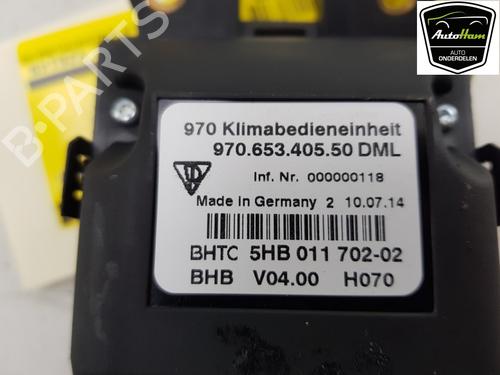 AutoHam
AUTO
ONDERDELEN
B-PARTS
970 Klimabedieneinheit
970.653.405.50 DML
Inf. Nr. 000000118
Made in Germany 2 10.07.14
BHTC 5HB 011 702-02
BHB V04.00 H070